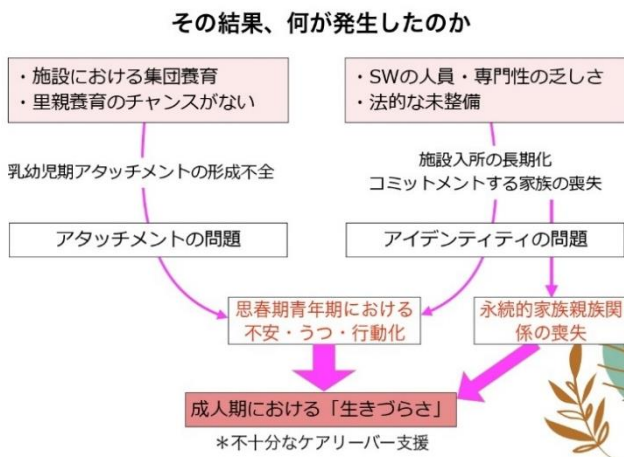 その結果、何が発生したのか
・施設における集団養育
・里親養育のチャンスがない
・SWの人員・専門性の乏しさ
・法的な未整備
乳幼児期アタッチメントの形成不全
施設入所の長期化
コミットメントする家族の喪失
アタッチメントの問題
アイデンティティの問題
思春期青年期における
不安・うつ・行動化
永続的家族親族関
係の喪失
成人期における「生きづらさ」
＊不十分なケアリーバー支援